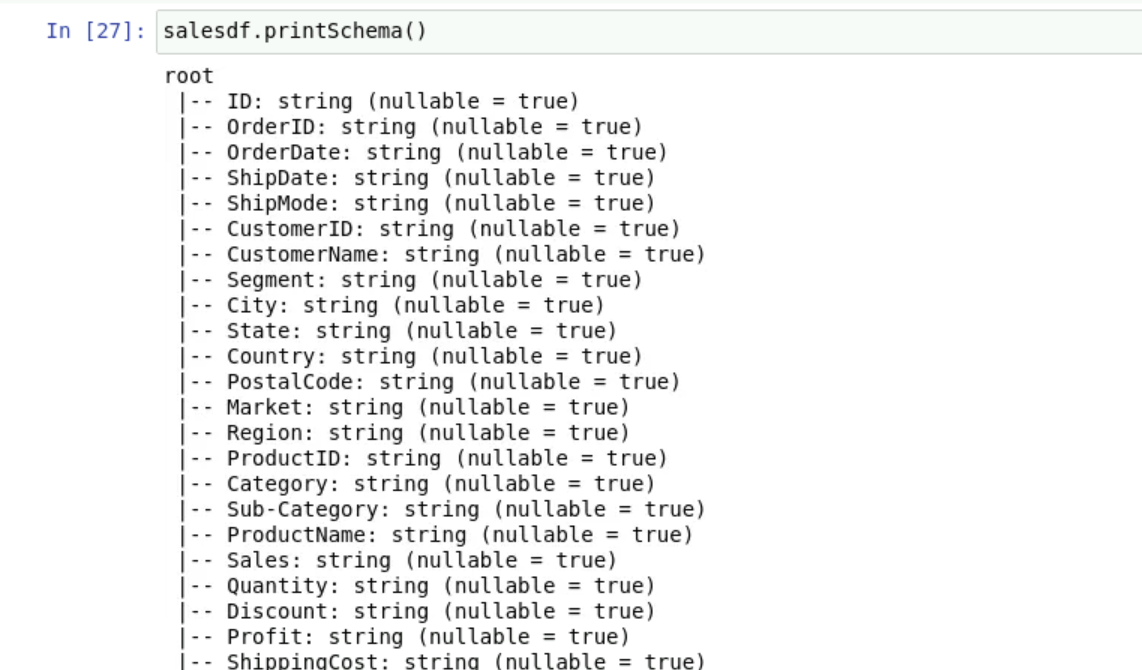 In [27]: salesdf.printSchema()
root
 |-- ID: string (nullable = true)
 |-- OrderID: string (nullable = true)
 |-- OrderDate: string (nullable = true)
 |-- ShipDate: string (nullable = true)
 |-- ShipMode: string (nullable = true)
 |-- CustomerID: string (nullable = true)
 |-- CustomerName: string (nullable = true)
 |-- Segment: string (nullable = true)
 |-- City: string (nullable = true)
 |-- State: string (nullable = true)
 |-- Country: string (nullable = true)
 |-- PostalCode: string (nullable = true)
 |-- Market: string (nullable = true)
 |-- Region: string (nullable = true)
 |-- ProductID: string (nullable = true)
 |-- Category: string (nullable = true)
 |-- Sub-Category: string (nullable = true)
 |-- ProductName: string (nullable = true)
 |-- Sales: string (nullable = true)
 |-- Quantity: string (nullable = true)
 |-- Discount: string (nullable = true)
 |-- Profit: string (nullable = true)
 |-- ShippingCost: string (nullable = true)